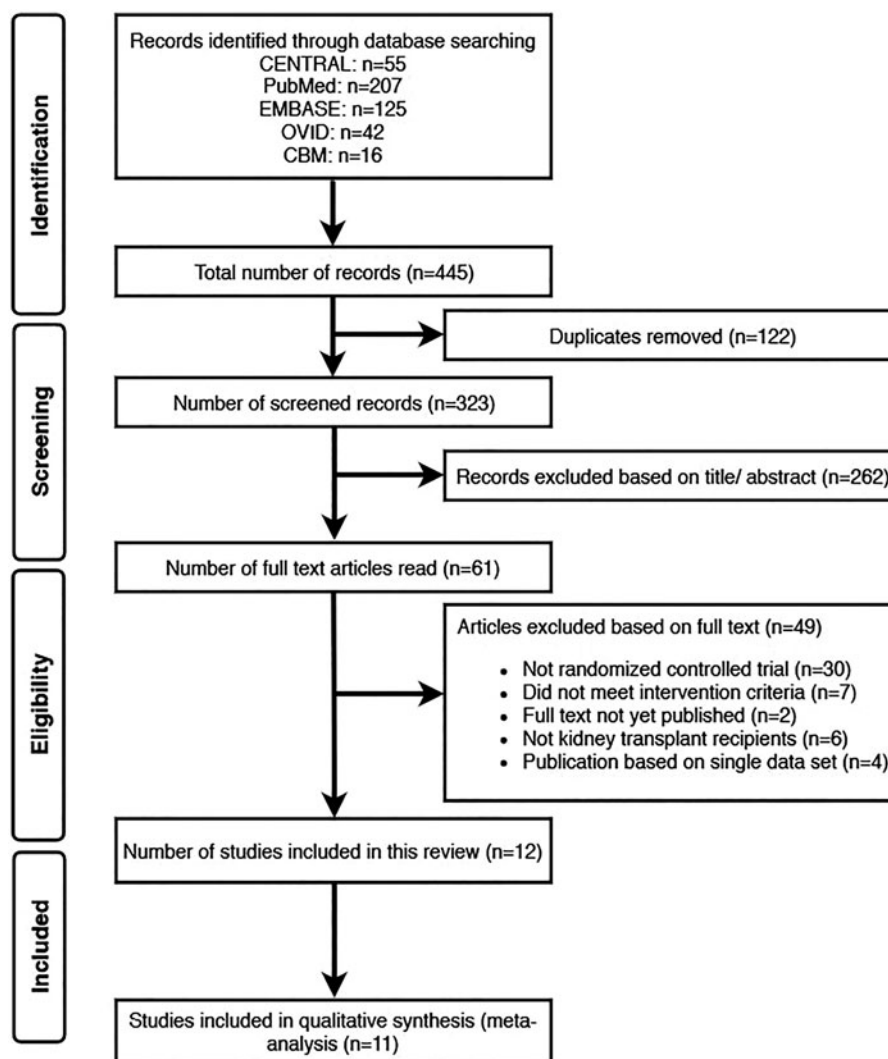 Identification
Records identified through database searching
CENTRAL: n=55
PubMed: n=207
EMBASE: n=125
OVID: n=42
CBM: n=16
Total number of records (n=445)
Screening
Duplicates removed (n=122)
Number of screened records (n=323)
Records excluded based on title/ abstract (n=262)
Eligibility
Number of full text articles read (n=61)
Articles excluded based on full text (n=49)
• Not randomized controlled trial (n=30)
• Did not meet intervention criteria (n=7)
• Full text not yet published (n=2)
• Not kidney transplant recipients (n=6)
• Publication based on single data set (n=4)
Number of studies included in this review (n=12)
Included
Studies included in qualitative synthesis (meta-
analysis (n=11)